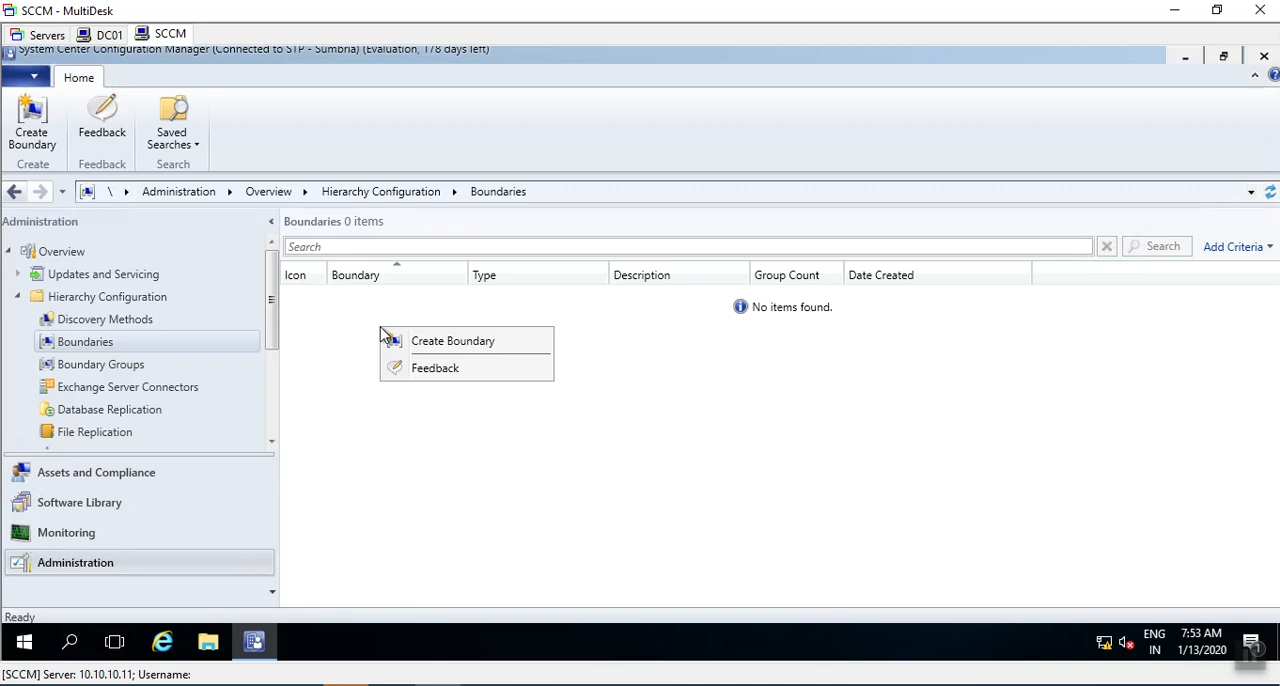 SCCM - MultiDesk
Servers DC01 SCCM
System Center Configuration Manager (Connected to STP - Sumbria) (Evaluation, 178 days left)
Home
Create Boundary
Feedback
Saved Searches
Create
Feedback
Search
\ Administration Overview Hierarchy Configuration Boundaries
Administration
Overview
Updates and Servicing
Hierarchy Configuration
Discovery Methods
Boundaries
Boundary Groups
Exchange Server Connectors
Database Replication
File Replication
Assets and Compliance
Software Library
Monitoring
Administration
Boundaries 0 items
Search Search Add Criteria
Icon Boundary Type Description Group Count Date Created
No items found.
Create Boundary
Feedback
Ready
ENG
IN
7:53 AM
1/13/2020
[SCCM] Server: 10.10.10.11; Username: